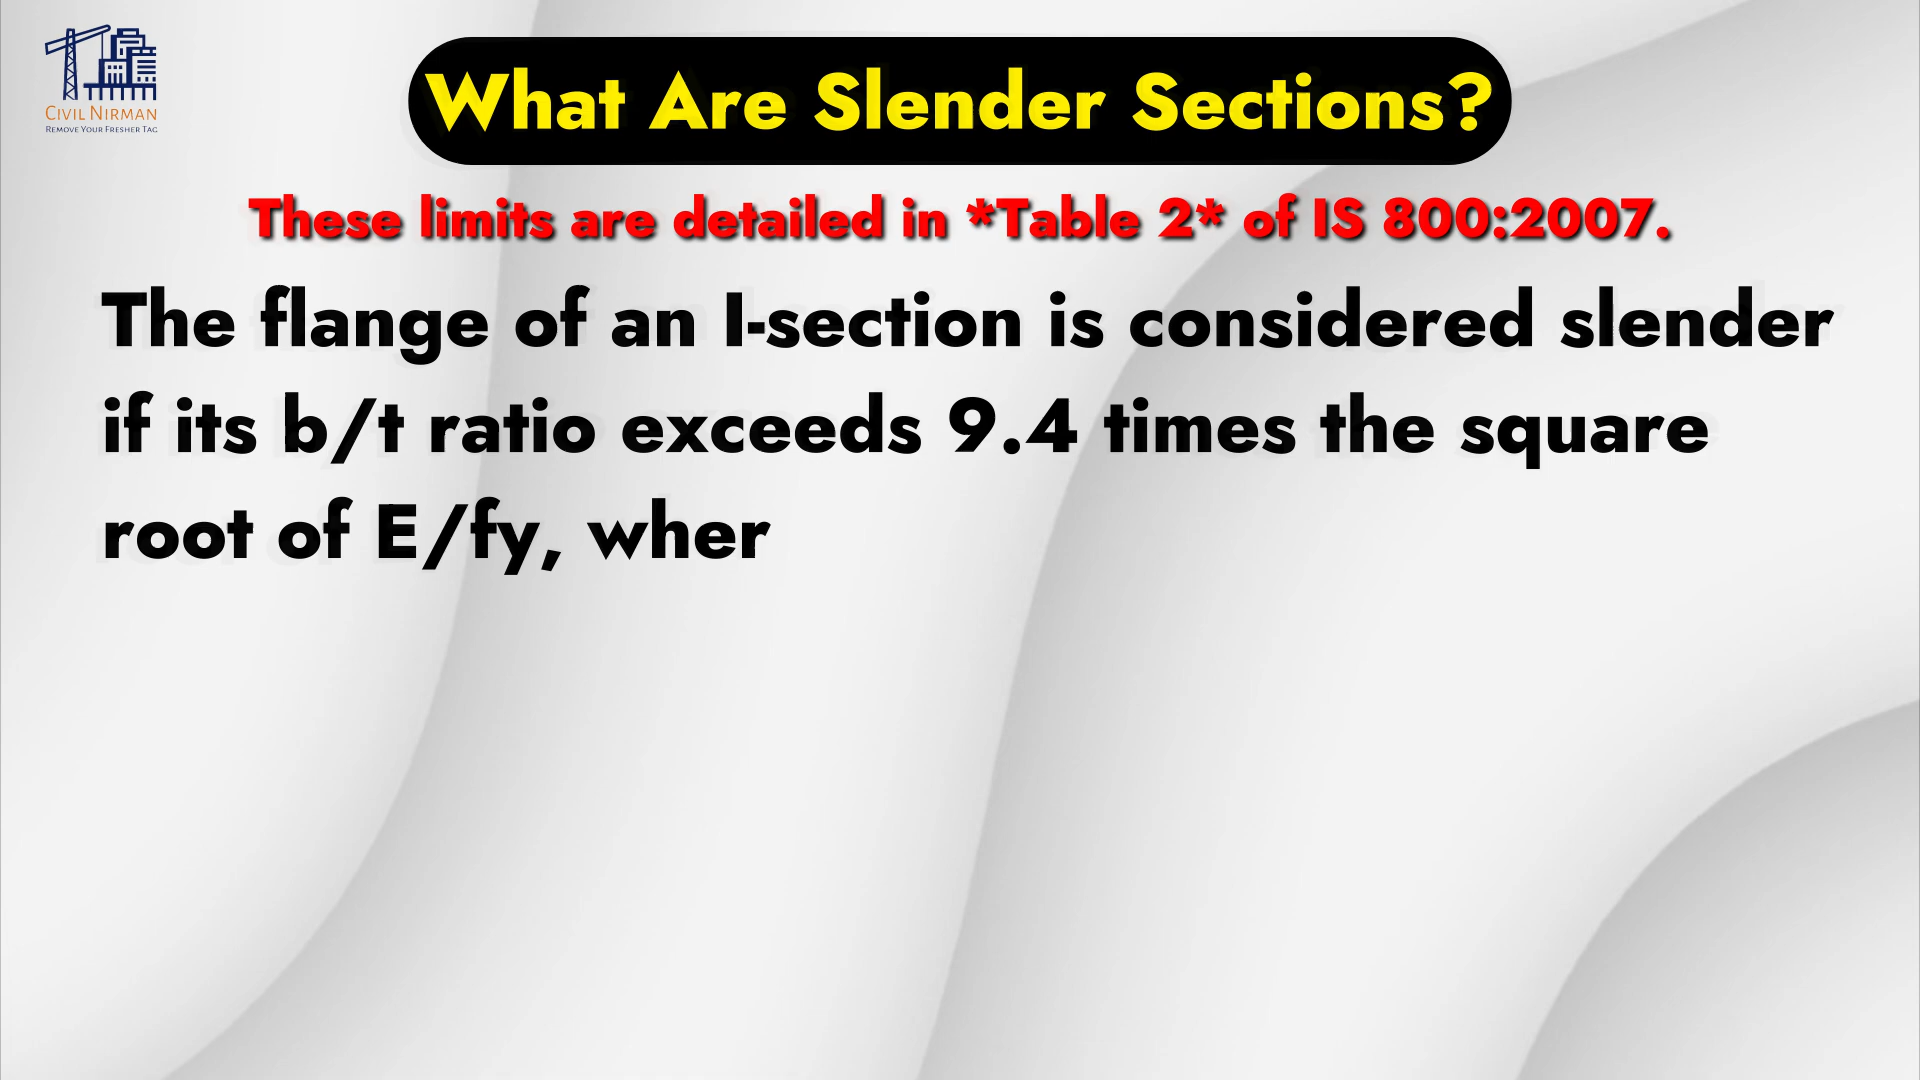 CIVIL NIRMAN
REMOVE YOUR FRESHER TAG
What Are Slender Sections?
These limits are detailed in *Table 2* of IS 800:2007.
The flange of an I-section is considered slender
if its b/t ratio exceeds 9.4 times the square
root of E/fy, wher